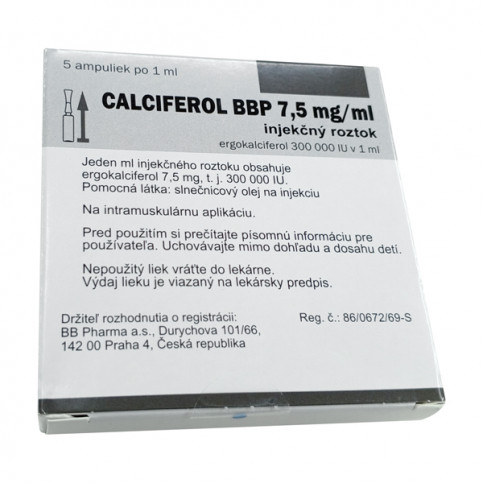 5 ampuliek po 1 ml
CALCIFEROL BBP 7,5 mg/ml
injekčný roztok
ergokalciferol 300 000 IU v 1 ml
Jeden ml injekčného roztoku obsahuje
ergokalciferol 7,5 mg, t. j. 300 000 IU.
Pomocná látka: slnečnicový olej na injekciu
Na intramuskulárnu aplikáciu.
Pred použitím si prečítajte písomnú informáciu pre
používateľa. Uchovávajte mimo dohľadu a dosahu detí.
Nepoužitý liek vráťte do lekárne.
Výdaj lieku je viazaný na lekársky predpis.
Držiteľ rozhodnutia o registrácii:
BB Pharma a.s., Durychova 101/66,
142 00 Praha 4, Česká republika
Reg. č.: 86/0672/69-S